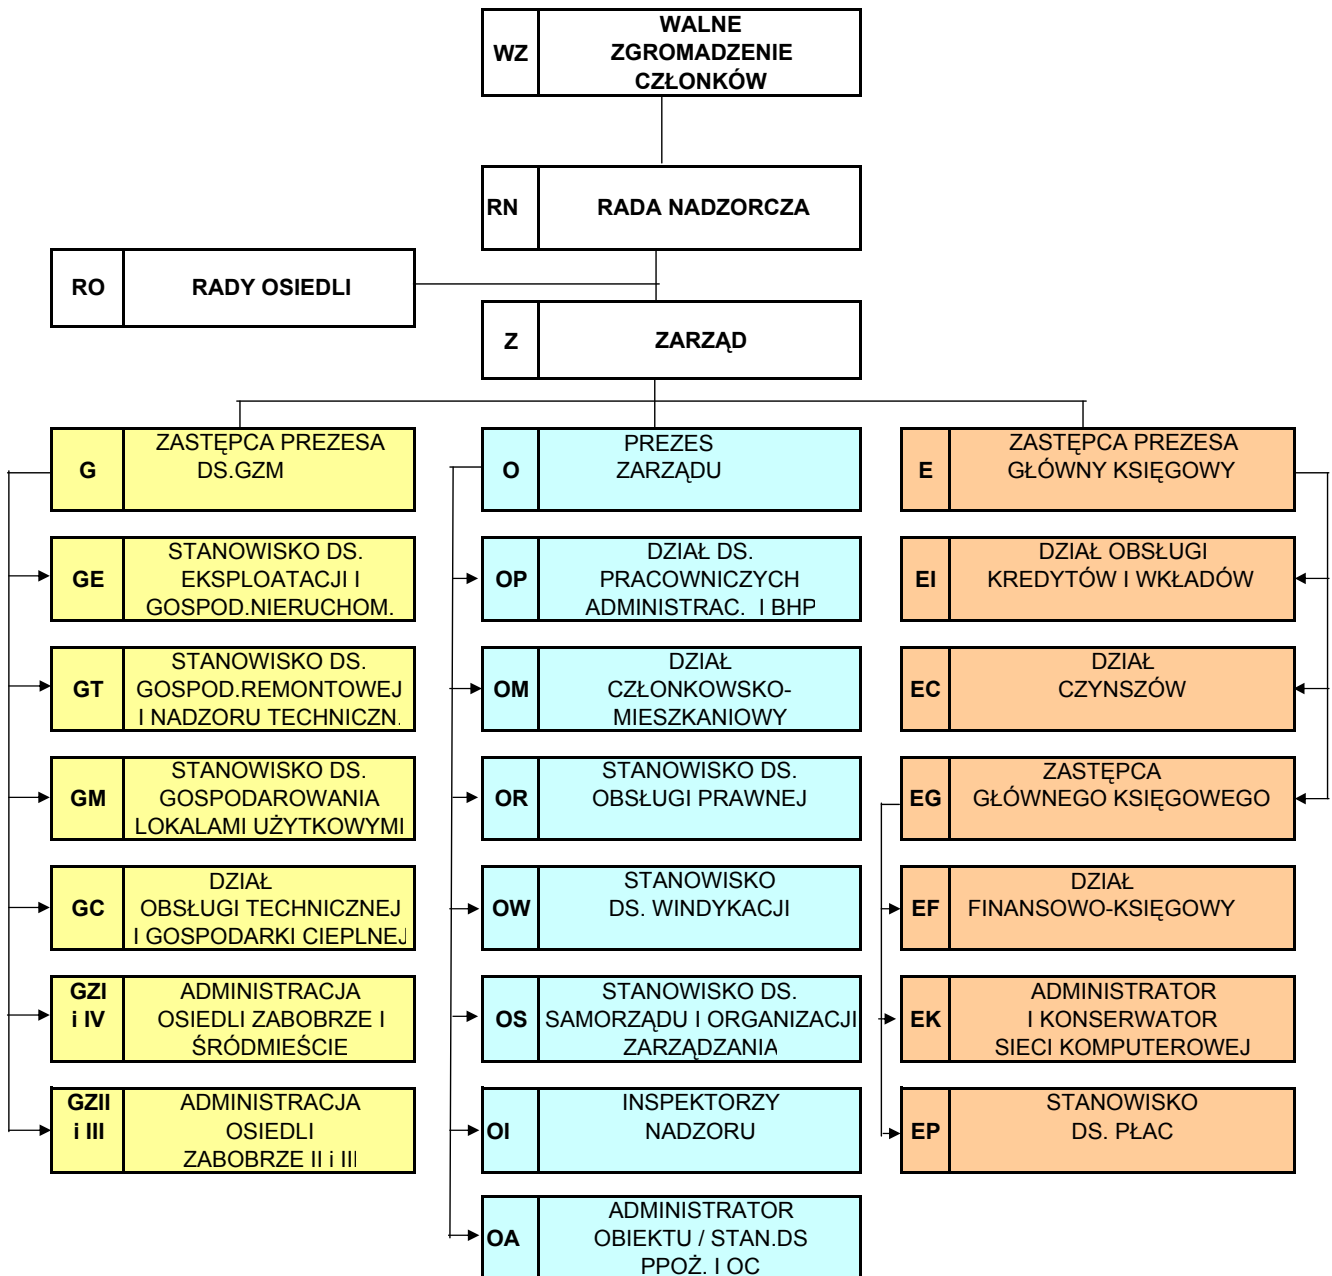 WZ
WALNE
ZGROMADZENIE
CZŁONKÓW
RN
RADA NADZORCZA
RO
RADY OSIEDLI
Z
ZARZĄD
G
ZASTĘPCA PREZESA
DS.GZM
O
PREZES
ZARZĄDU
E
ZASTĘPCA PREZESA
GŁÓWNY KSIĘGOWY
GE
STANOWISKO DS.
EKSPLOATACJI I
GOSPOD.NIERUCHOM.
OP
DZIAŁ DS.
PRACOWNICZYCH
ADMINISTRAC. I BHP
EI
DZIAŁ OBSŁUGI
KREDYTÓW I WKŁADÓW
GT
STANOWISKO DS.
GOSPOD.REMONTOWEJ
I NADZORU TECHNICZN.
OM
DZIAŁ
CZŁONKOWSKO-
MIESZKANIOWY
EC
DZIAŁ
CZYNSZÓW
GM
STANOWISKO DS.
GOSPODAROWANIA
LOKALAMI UŻYTKOWYMI
OR
STANOWISKO DS.
OBSŁUGI PRAWNEJ
EG
ZASTĘPCA
GŁÓWNEGO KSIĘGOWEGO
GC
DZIAŁ
OBSŁUGI TECHNICZNEJ
I GOSPODARKI CIEPLNEJ
OW
STANOWISKO
DS. WINDYKACJI
EF
DZIAŁ
FINANSOWO-KSIĘGOWY
GZI
i IV
ADMINISTRACJA
OSIEDLI ZABOBRZE I
ŚRÓDMIEŚCIE
OS
STANOWISKO DS.
SAMORZĄDU I ORGANIZACJI
ZARZĄDZANIA
EK
ADMINISTRATOR
I KONSERWATOR
SIECI KOMPUTEROWEJ
GZII
i III
ADMINISTRACJA
OSIEDLI
ZABOBRZE II i III
OI
INSPEKTORZY
NADZORU
EP
STANOWISKO
DS. PŁAC
OA
ADMINISTRATOR
OBIEKTU / STAN.DS
PPOŻ. I OC